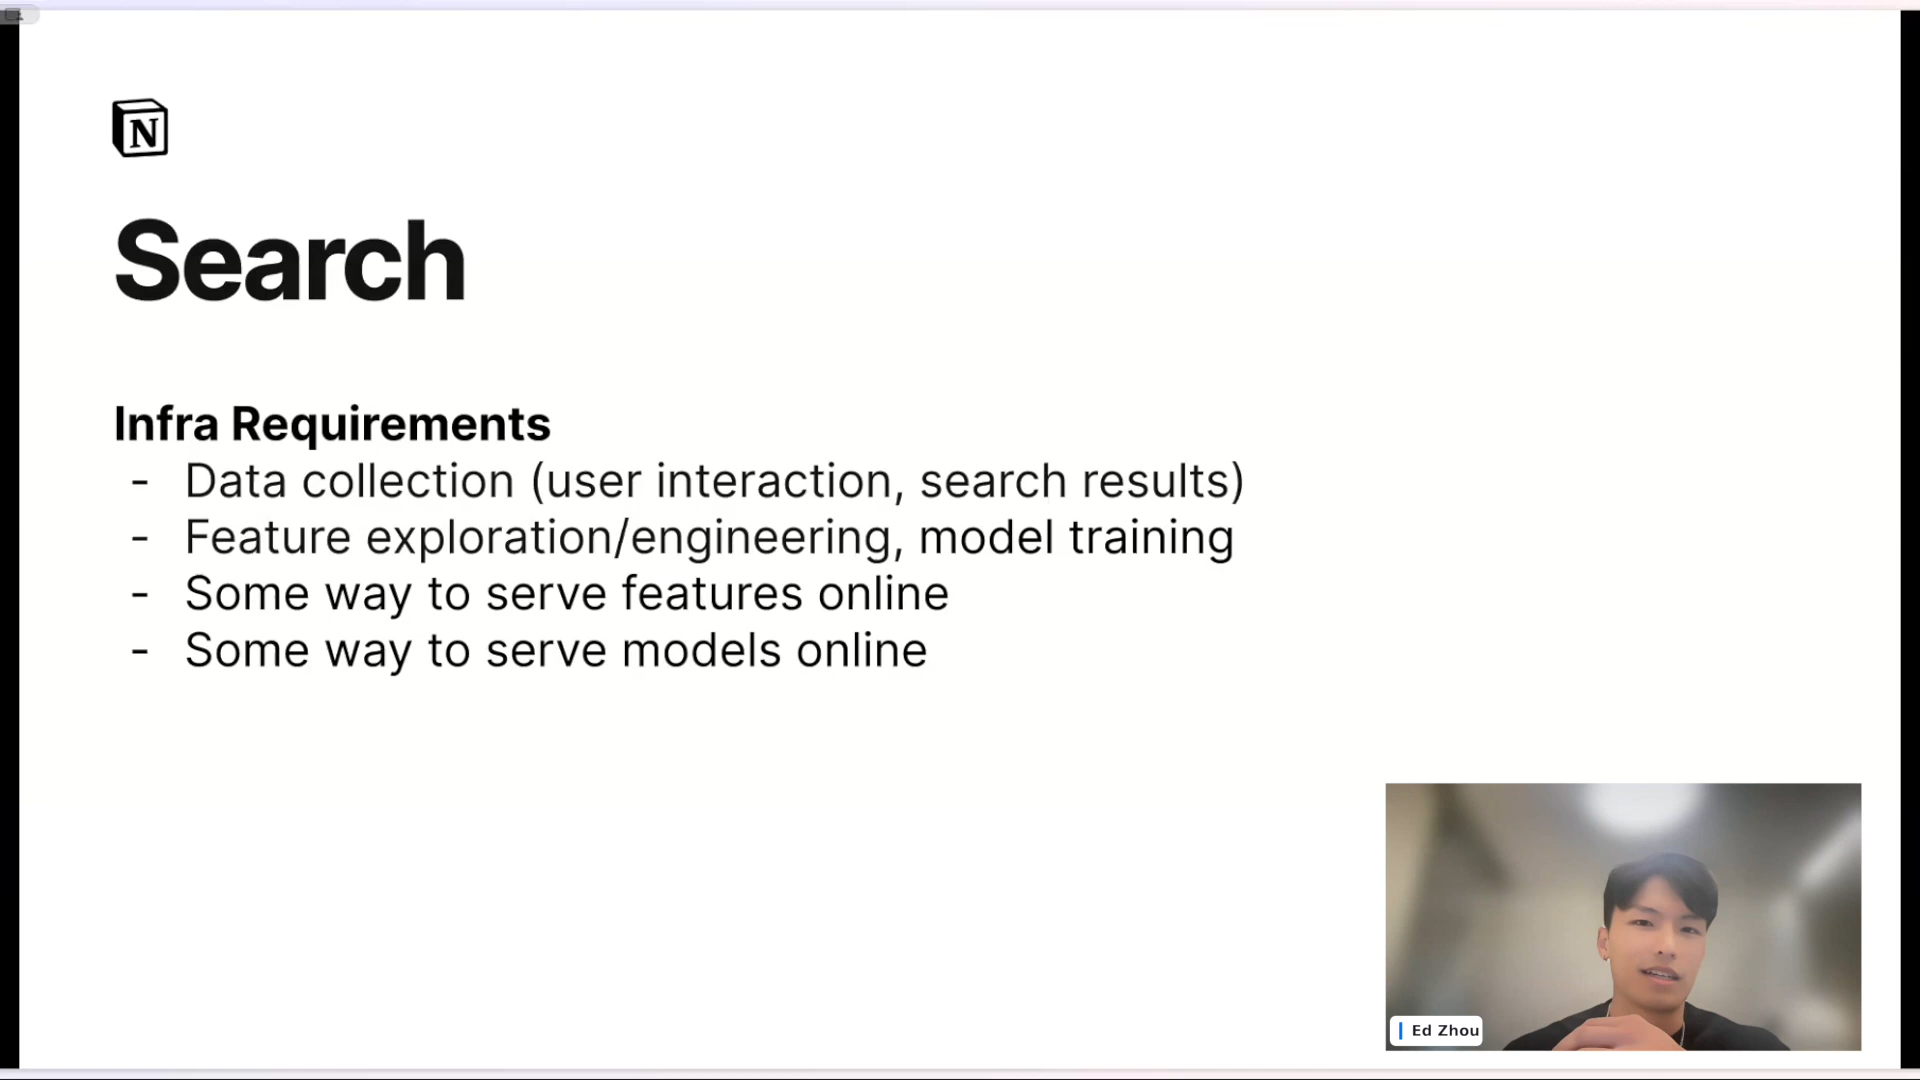 N
Search
Infra Requirements
- Data collection (user interaction, search results)
- Feature exploration/engineering, model training
- Some way to serve features online
- Some way to serve models online
Ed Zhou